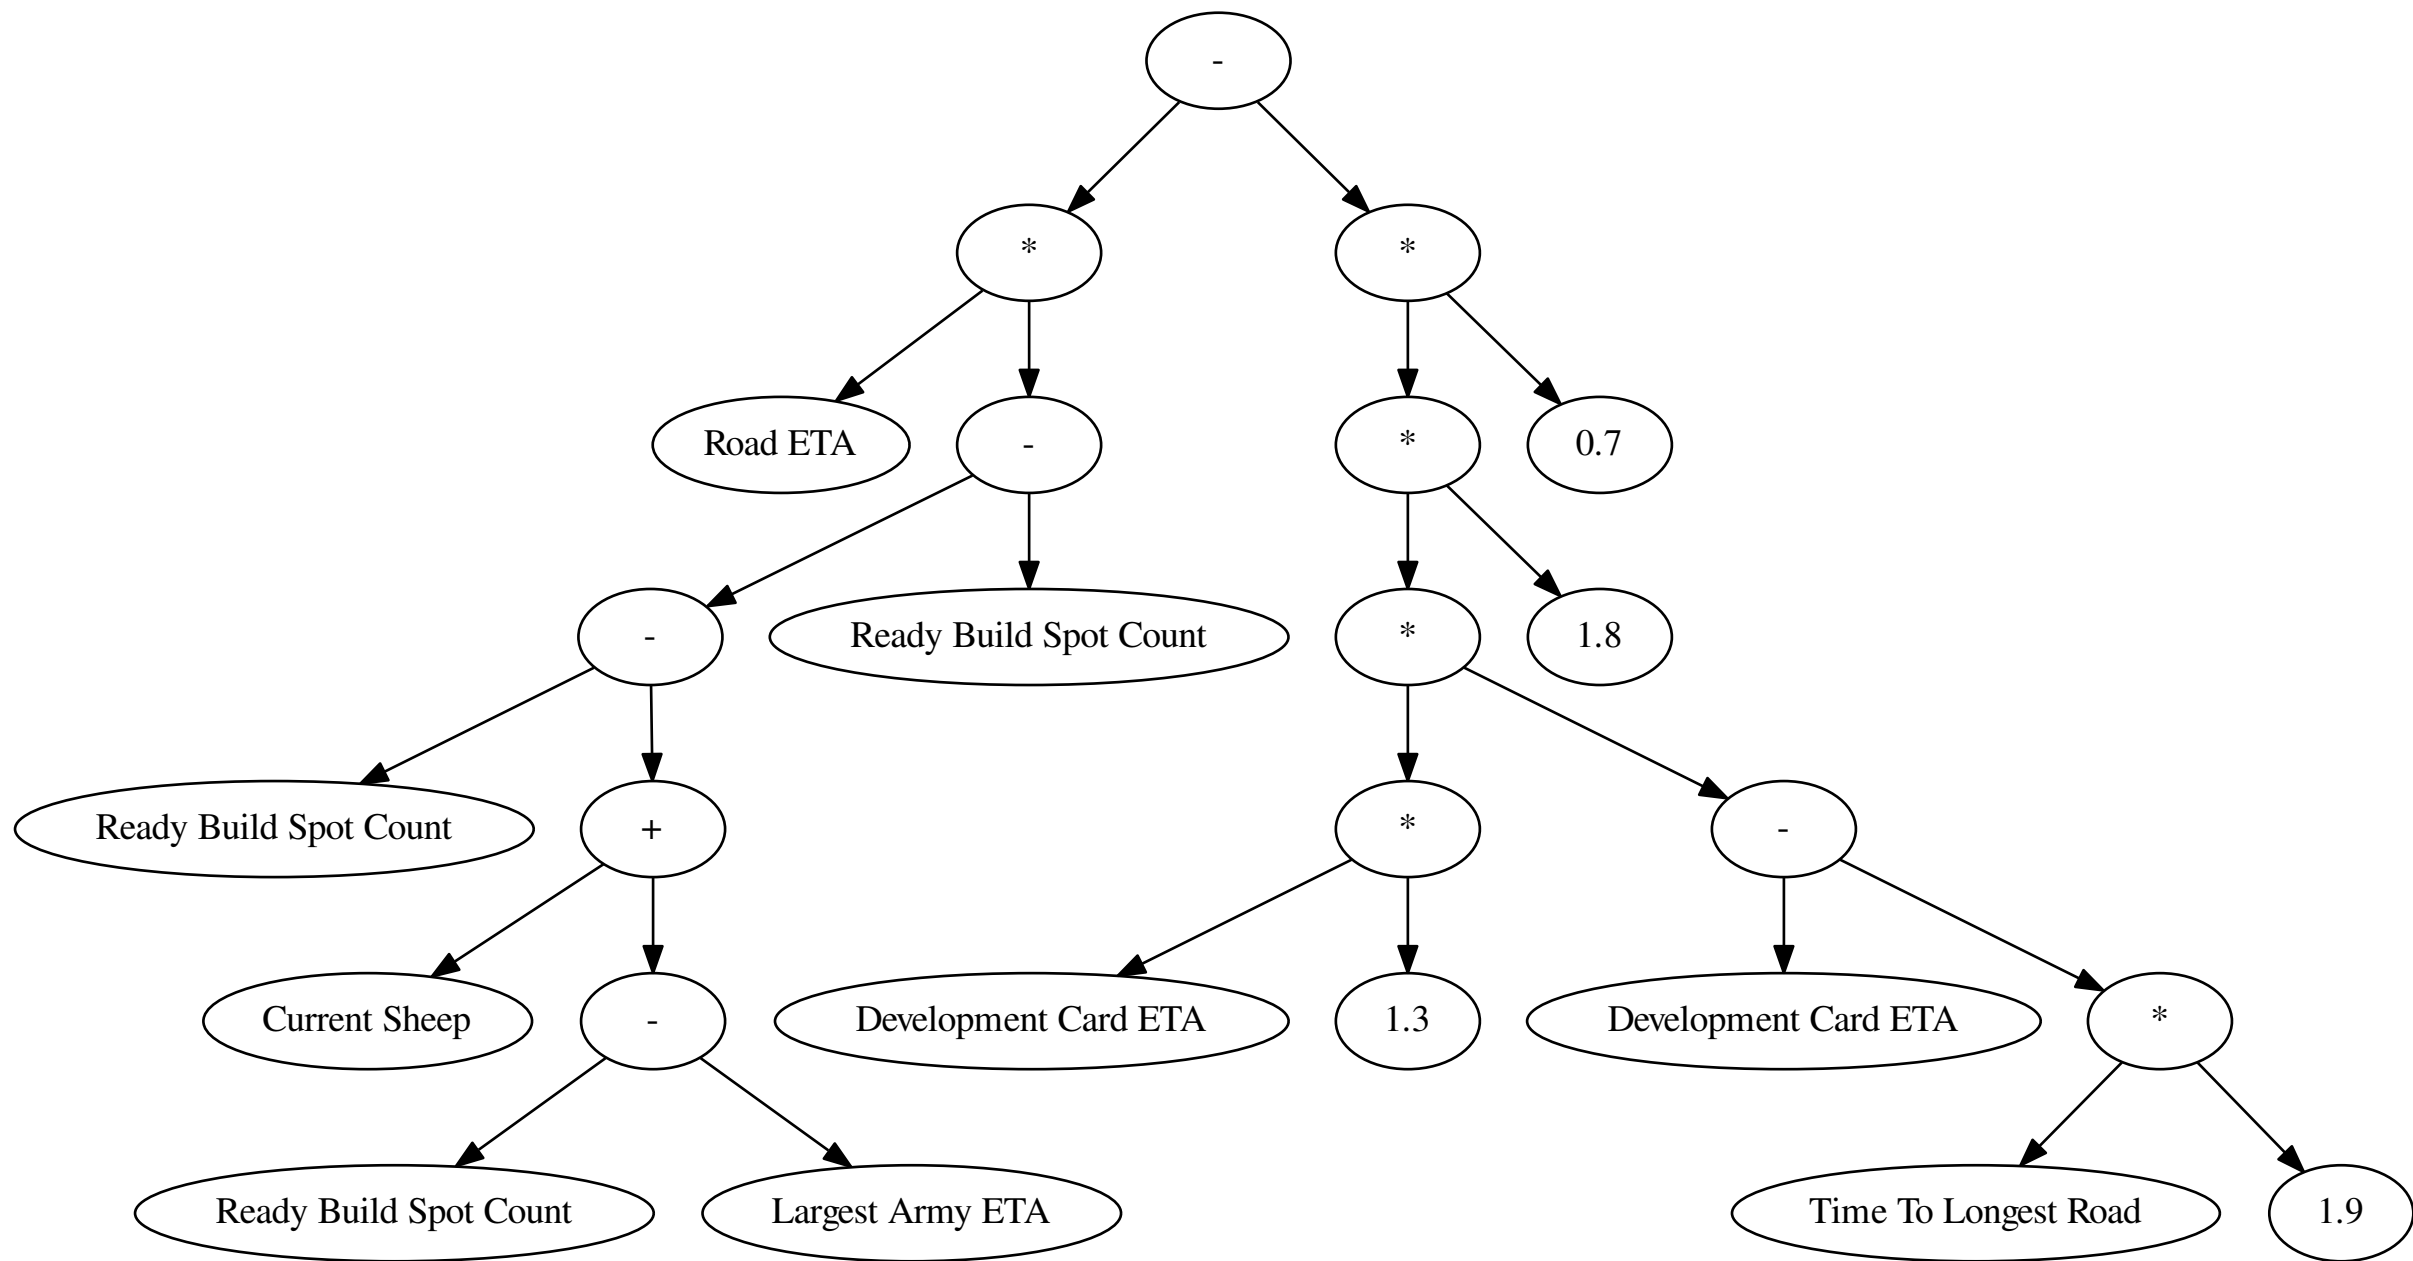 -
*
*
Road ETA
-
*
0.7
-
Ready Build Spot Count
*
1.8
Ready Build Spot Count
+
*
-
Current Sheep
-
Development Card ETA
1.3
Development Card ETA
*
Ready Build Spot Count
Largest Army ETA
Time To Longest Road
1.9